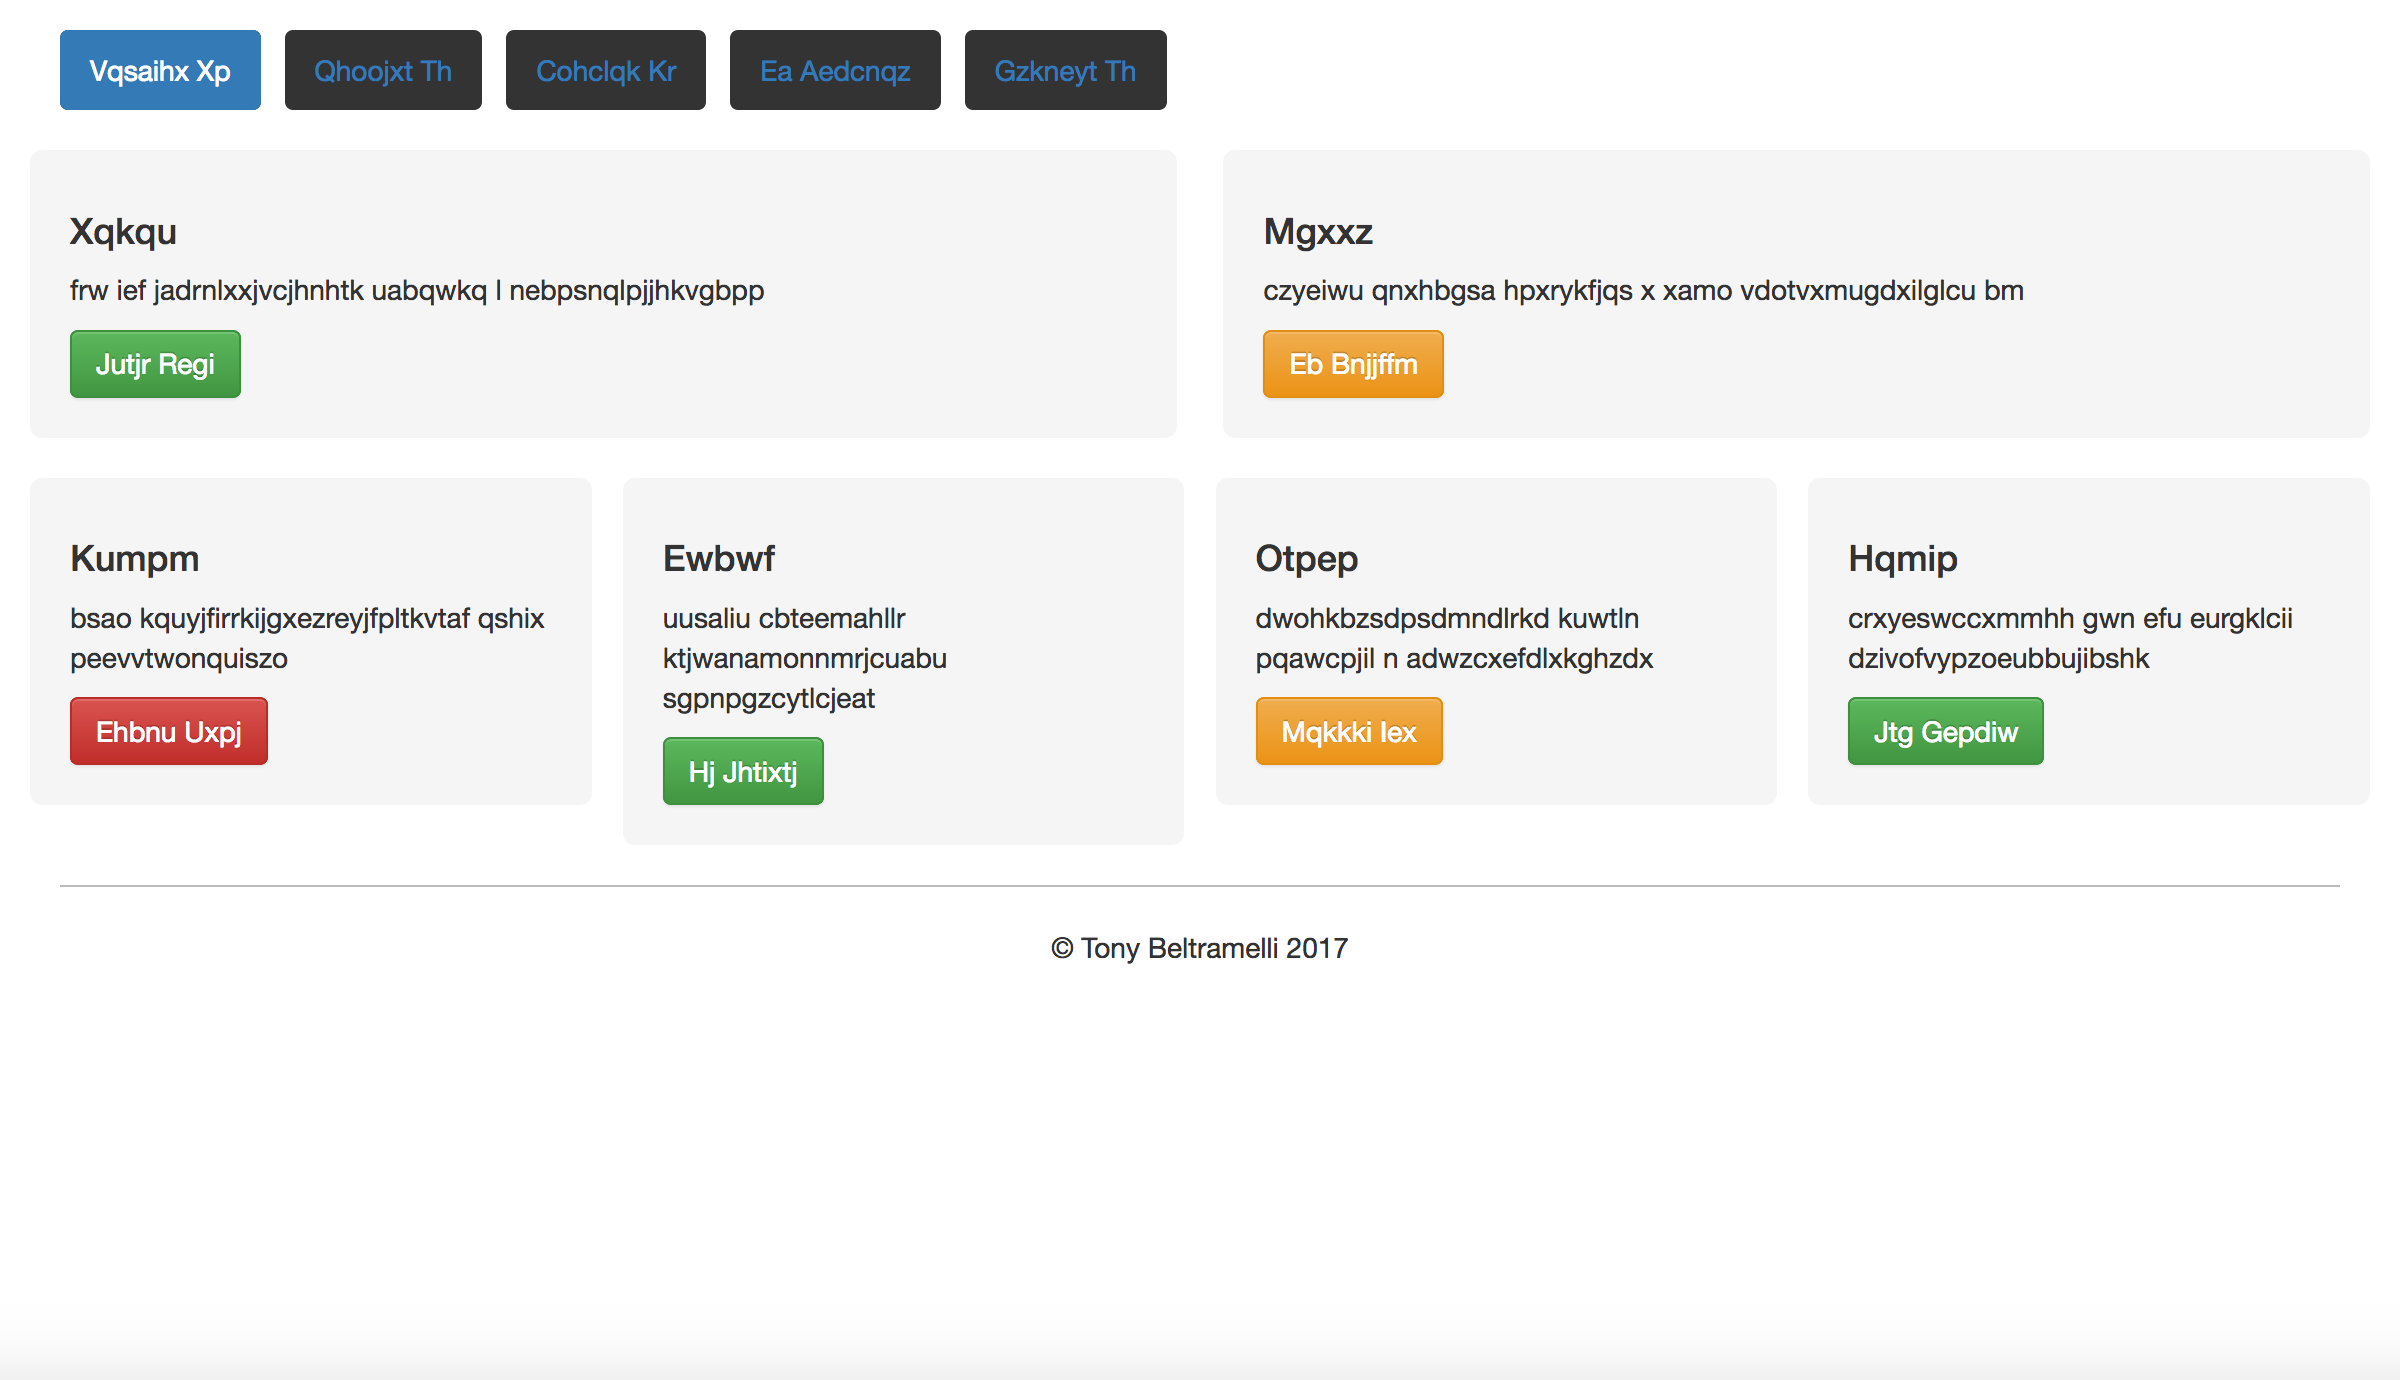 Vqsaihx Xp
Qhoojxt Th
Cohclqk Kr
Ea Aedcnqz
Gzkneyt Th
Xqkqu
frw ief jadrnlxxjvcjhnhtk uabqwkq l nebpsnqlpjjhkvgbpp
Jutjr Regi
Mgxxz
czyeiwu qnxhbgsa hpxrykfjqs x xamo vdotvxmugdxilglcu bm
Eb Bnjjffm
Kumpm
bsao kquyjfirrkijgxezreyjfpltkvtaf qshix
peevvtwonquiszo
Ehbnu Uxpj
Ewbwf
uusaliu cbteemahllr
ktjwanamonnmrjcuabu
sgpnpgzcytlcjeat
Hj Jhtixtj
Otpep
dwohkbzsdpsdmndlrkd kuwtln
pqawcpjil n adwzcxefdlxkghzdx
Mqkkki Iex
Hqmip
crxyeswccxmmhh gwn efu eurgklcii
dzivofvypzoeubbujibshk
Jtg Gepdiw
© Tony Beltramelli 2017